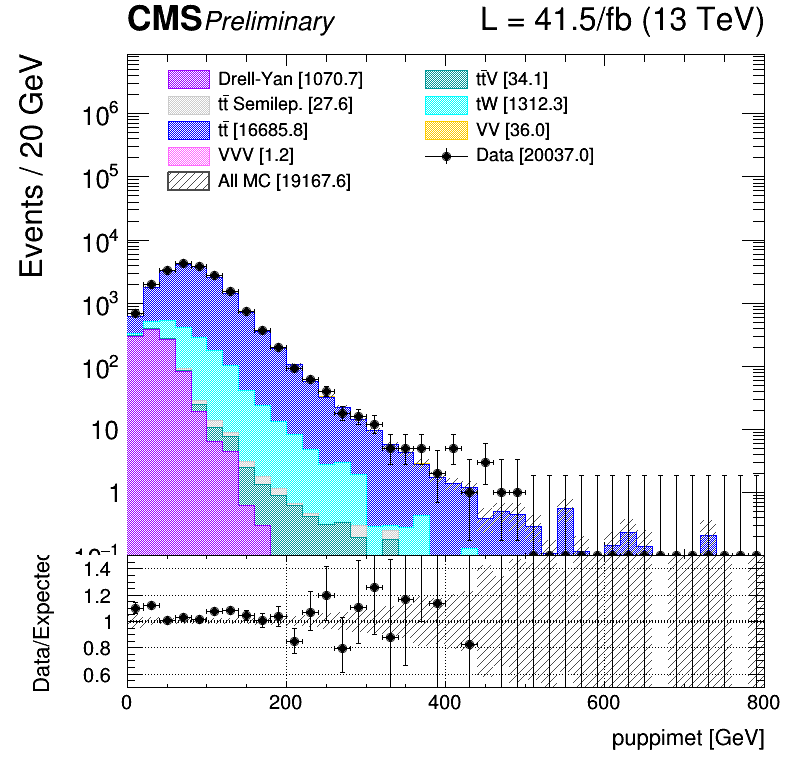 CMS Preliminary L = 41.5/fb (13 TeV)
Events / 20 GeV
Drell-Yan [1070.7]
tt̄ Semilep. [27.6]
tt̄ [16685.8]
VVV [1.2]
All MC [19167.6]
tt̄V [34.1]
tW [1312.3]
VV [36.0]
Data [20037.0]
10⁶
10⁵
10⁴
10³
10²
10
1
10⁻¹
Data/Expected
1.4
1.2
1
0.8
0.6
0 200 400 600 800
puppimet [GeV]